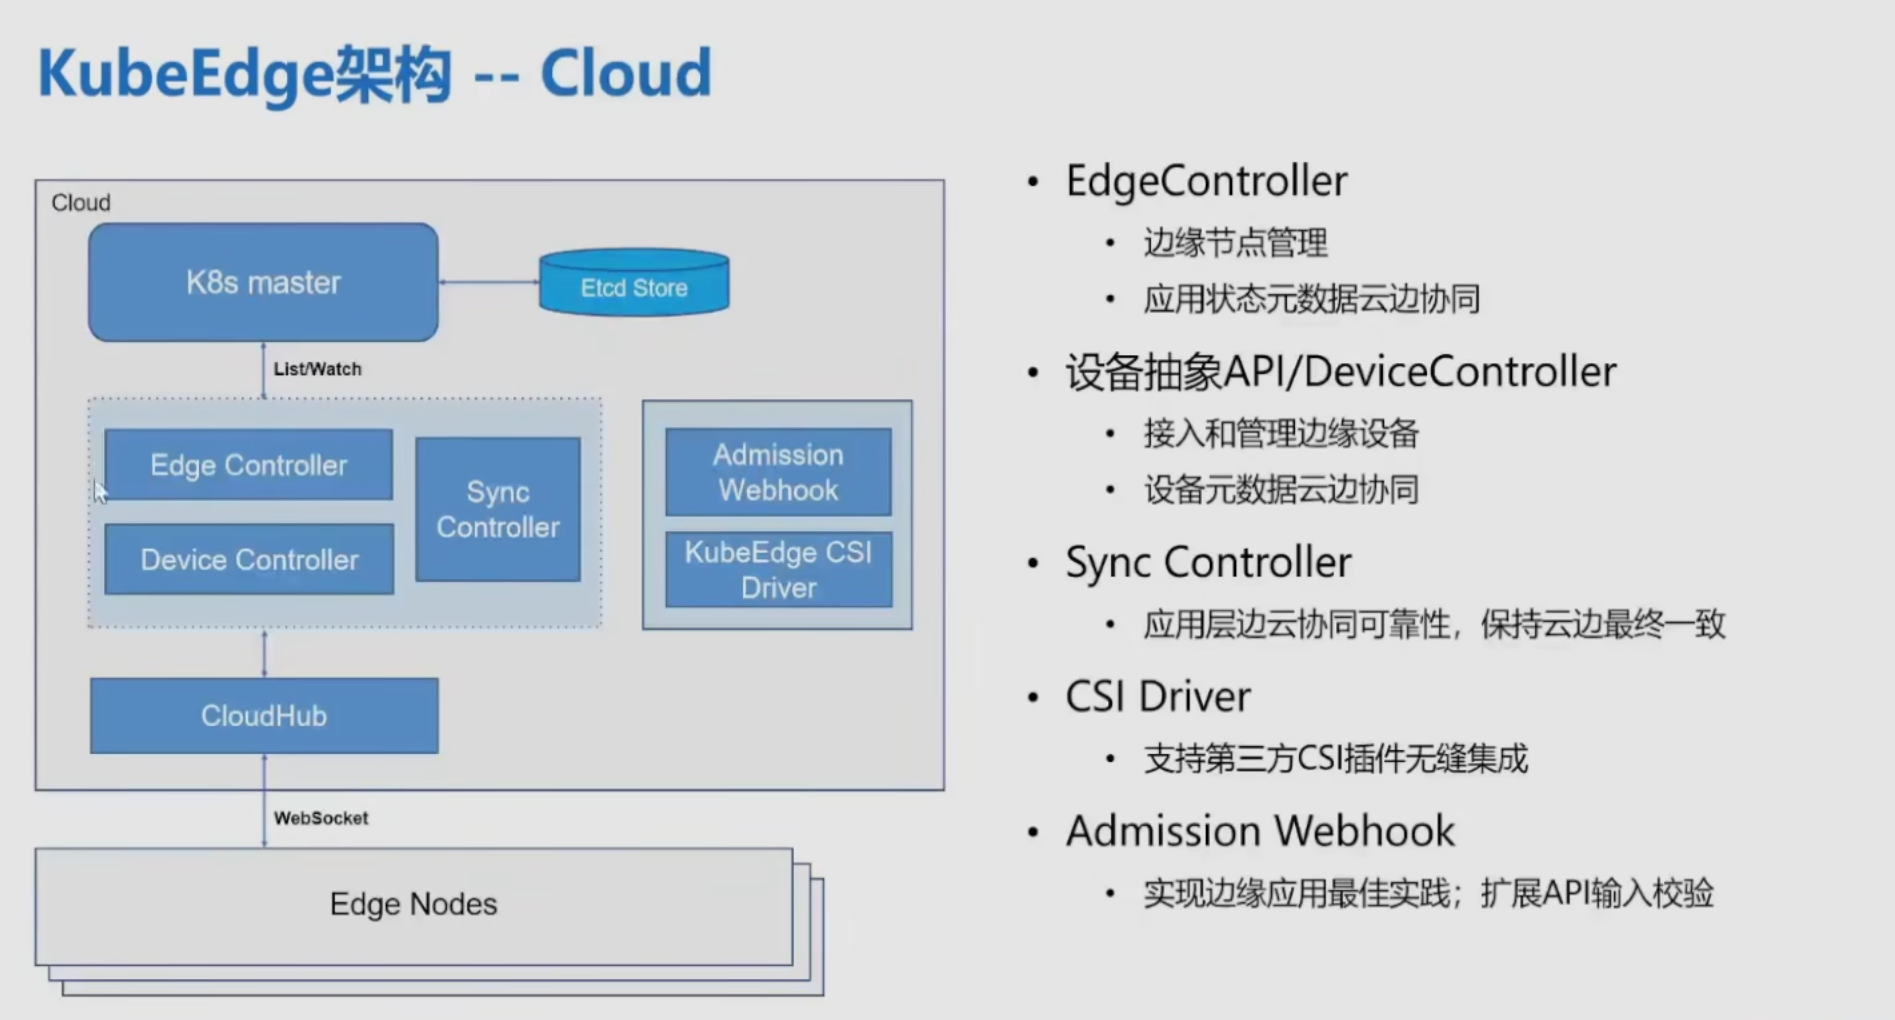 KubeEdge架构 -- Cloud
Cloud
K8s master
Etcd Store
List/Watch
Edge Controller
Device Controller
Sync
Controller
Admission
Webhook
KubeEdge CSI
Driver
CloudHub
WebSocket
Edge Nodes
• EdgeController
• 边缘节点管理
• 应用状态元数据云边协同
• 设备抽象API/DeviceController
• 接入和管理边缘设备
• 设备元数据云边协同
• Sync Controller
• 应用层边云协同可靠性，保持云边最终一致
• CSI Driver
• 支持第三方CSI插件无缝集成
• Admission Webhook
• 实现边缘应用最佳实践；扩展API输入校验